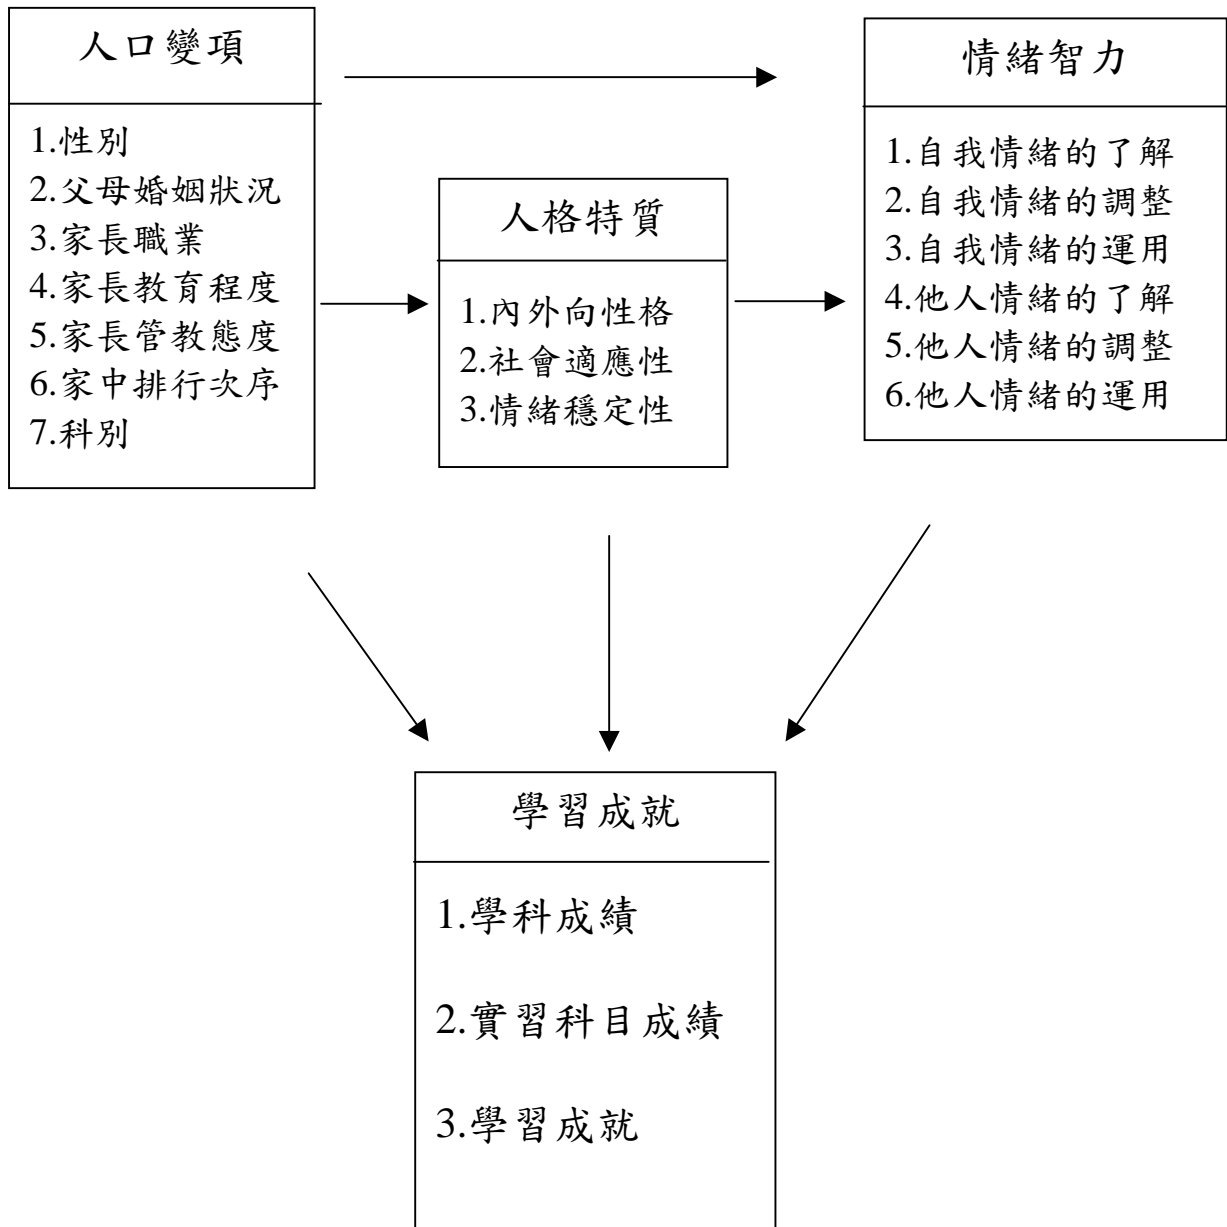 人口變項
1.性別
2.父母婚姻狀況
3.家長職業
4.家長教育程度
5.家長管教態度
6.家中排行次序
7.科別
人格特質
1.內外向性格
2.社會適應性
3.情緒穩定性
情緒智力
1.自我情緒的了解
2.自我情緒的調整
3.自我情緒的運用
4.他人情緒的了解
5.他人情緒的調整
6.他人情緒的運用
學習成就
1.學科成績
2.實習科目成績
3.學習成就